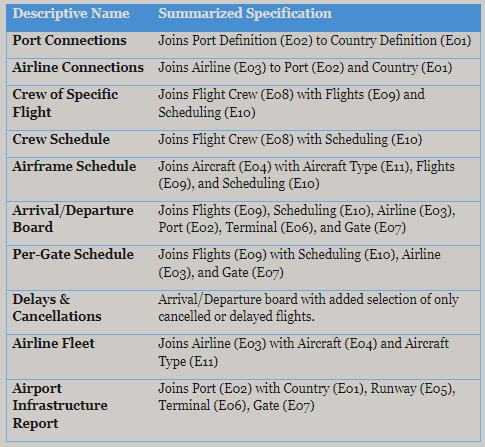 Descriptive Name Summarized Specification
Port Connections Joins Port Definition (E02) to Country Definition (E01)
Airline Connections Joins Airline (E03) to Port (E02) and Country (E01)
Crew of Specific Joins Flight Crew (E08) with Flights (E09) and
Flight Scheduling (E10)
Crew Schedule Joins Flight Crew (E08) with Scheduling (E10)
Airframe Schedule Joins Aircraft (E04) with Aircraft Type (E11), Flights
(E09), and Scheduling (E10)
Arrival/Departure Joins Flights (E09), Scheduling (E10), Airline (E03),
Board Port (E02), Terminal (E06), and Gate (E07)
Per-Gate Schedule Joins Flights (E09) with Scheduling (E10), Airline
(E03), and Gate (E07)
Delays & Arrival/Departure board with added selection of only
Cancellations cancelled or delayed flights.
Airline Fleet Joins Airline (E03) with Aircraft (E04) and Aircraft
Type (E11)
Airport Joins Port (E02) with Country (E01), Runway (E05),
Infrastructure Terminal (E06), Gate (E07)
Report